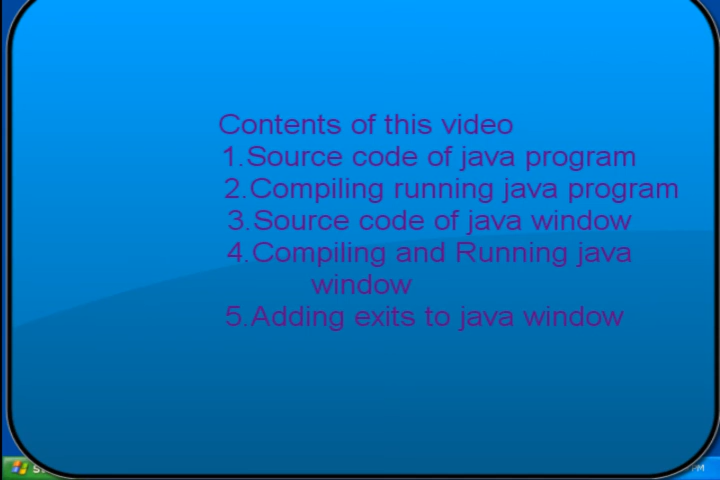 Contents of this video
1.Source code of java program
2.Compiling running java program
3.Source code of java window
4.Compiling and Running java
window
5.Adding exits to java window
PM